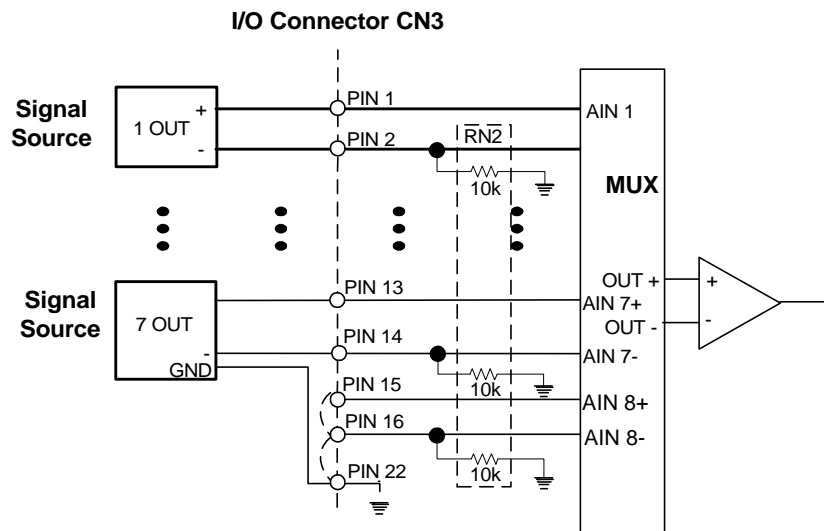 I/O Connector CN3
Signal
Source
1 OUT
+
-
PIN 1
PIN 2
RN2
10k
AIN 1
MUX
Signal
Source
7 OUT
-
GND
PIN 13
PIN 14
10k
PIN 15
PIN 16
10k
PIN 22
OUT +
AIN 7+
OUT -
AIN 7-
AIN 8+
AIN 8-
+
-